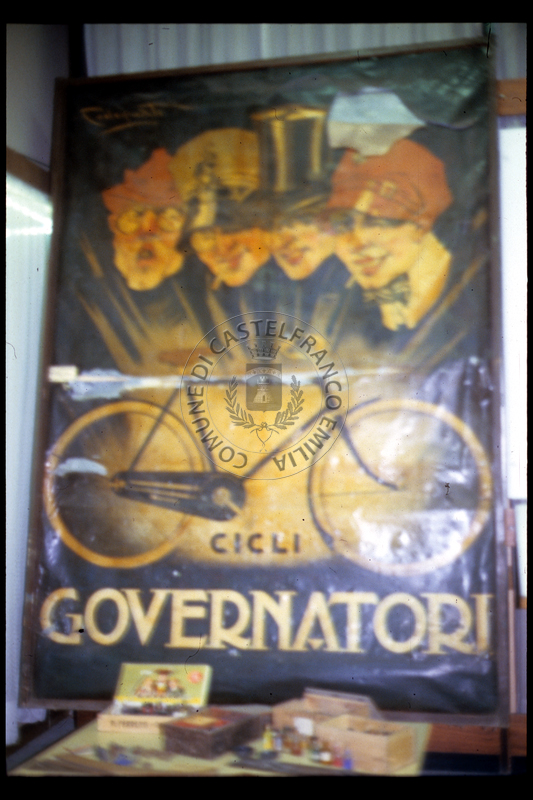 COMUNE DI CASTELFRANCO EMILIA
CICLI
GOVERNATORI